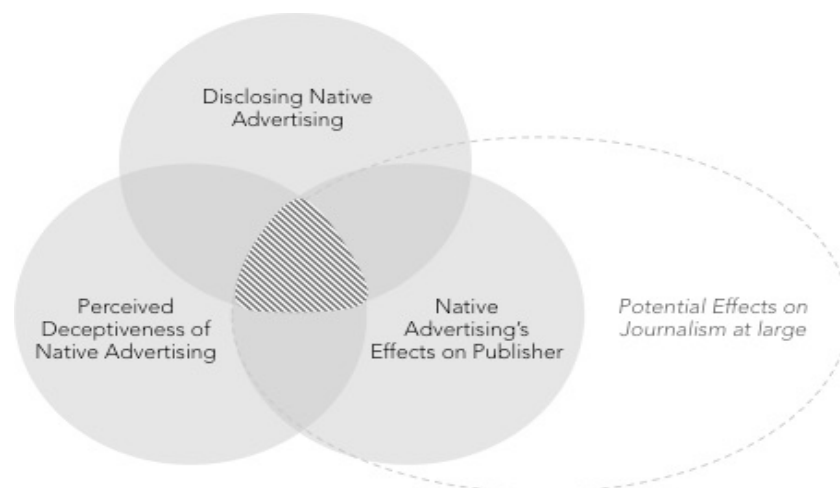 Disclosing Native
Advertising
Perceived
Deceptiveness of
Native Advertising
Native
Advertising's
Effects on Publisher
Potential Effects on
Journalism at large